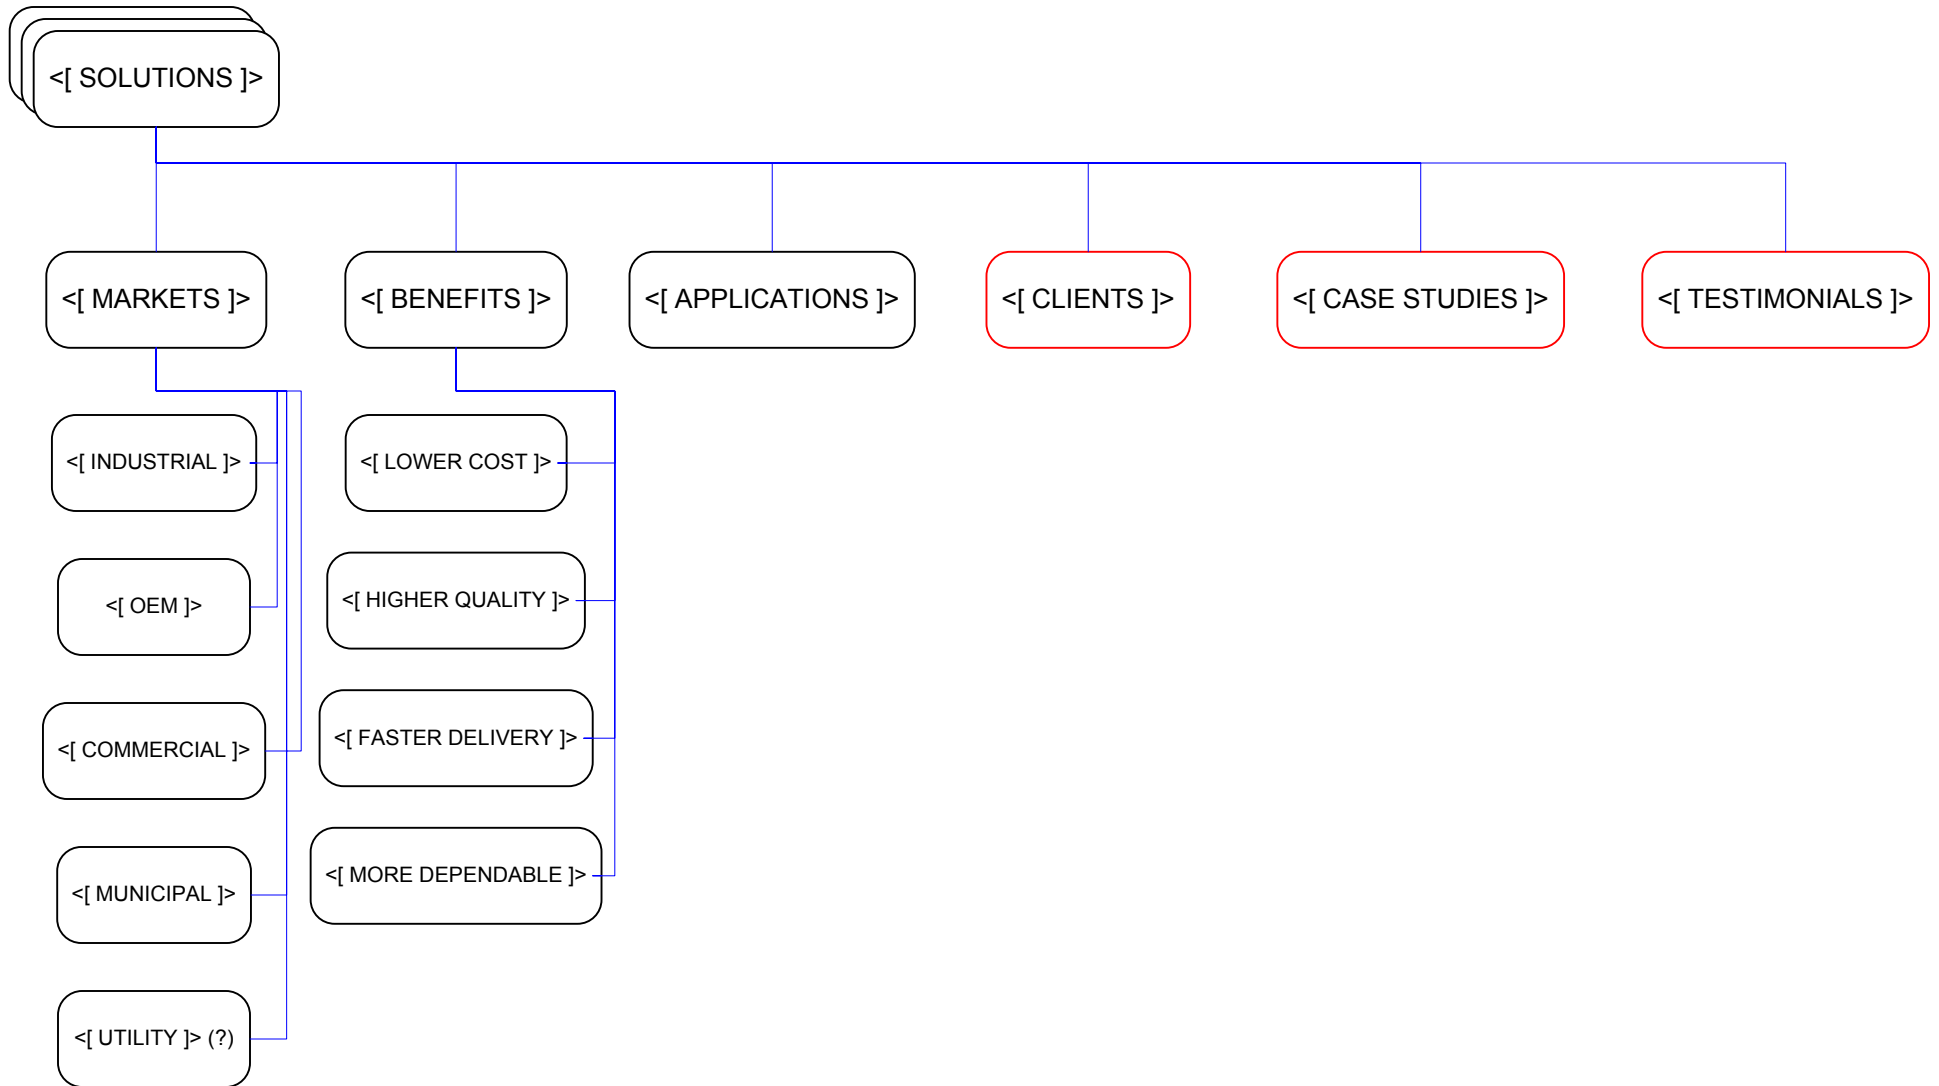 <[ SOLUTIONS ]>
<[ MARKETS ]>
<[ BENEFITS ]>
<[ APPLICATIONS ]>
<[ CLIENTS ]>
<[ CASE STUDIES ]>
<[ TESTIMONIALS ]>
<[ INDUSTRIAL ]>
<[ OEM ]>
<[ COMMERCIAL ]>
<[ MUNICIPAL ]>
<[ UTILITY ]> (?)
<[ LOWER COST ]>
<[ HIGHER QUALITY ]>
<[ FASTER DELIVERY ]>
<[ MORE DEPENDABLE ]>